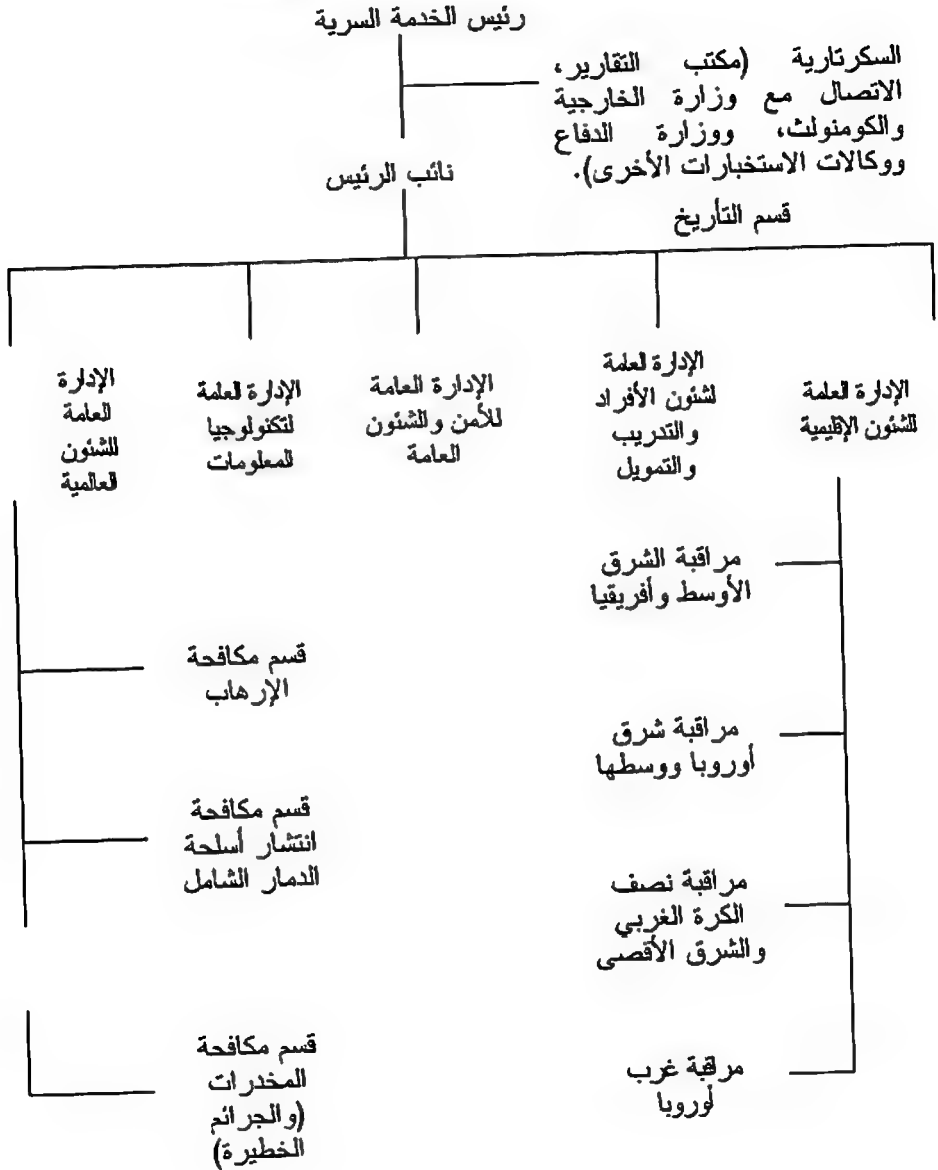 رئيس الخدمة السرية
السكرتارية (مكتب التقارير،
الاتصال مع وزارة الخارجية
والكومنولث، ووزارة الدفاع
ووكالات الاستخبارات الأخرى).
نائب الرئيس
قسم التأريخ
الإدارة العامة
للشئون الإقليمية
الإدارة العامة
لشئون الأفراد
والتدريب
والتمويل
الإدارة العامة
للأمن والشئون
العامة
الإدارة العامة
لتكنولوجيا
المعلومات
الإدارة
العامة
للشئون
العالمية
مراقبة الشرق
الأوسط وأفريقيا
مراقبة شرق
أوروبا ووسطها
مراقبة نصف
الكرة الغربي
والشرق الأقصى
مراقبة غرب
أوروبا
قسم مكافحة
الإرهاب
قسم مكافحة
انتشار أسلحة
الدمار الشامل
قسم مكافحة
المخدرات
(والجرائم
الخطيرة)